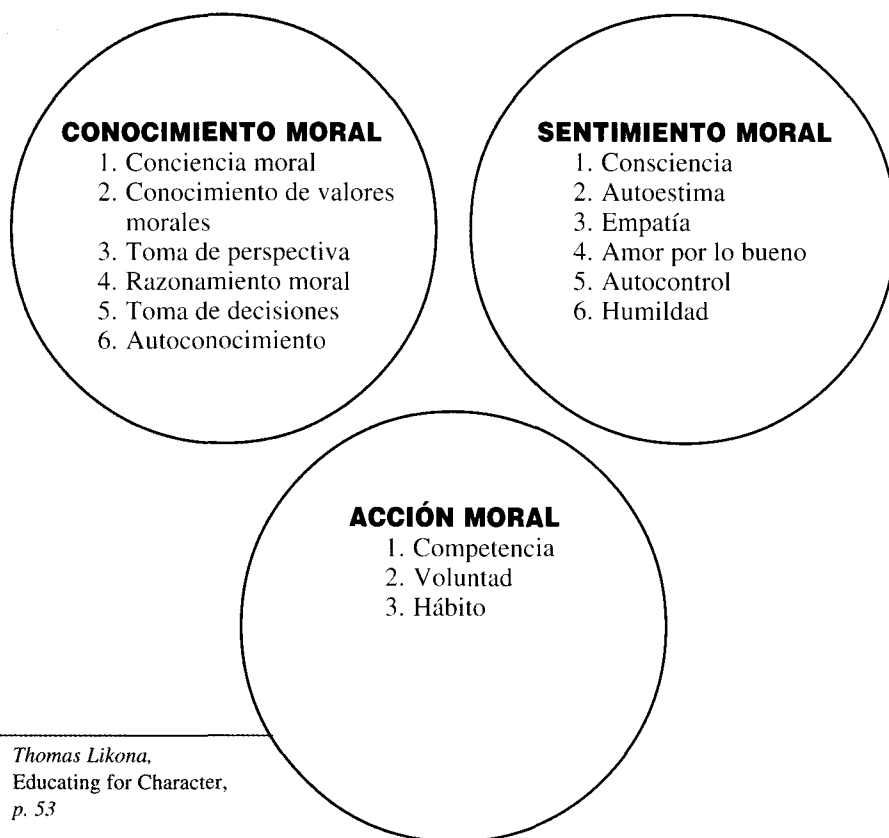 CONOCIMIENTO MORAL
1. Conciencia moral
2. Conocimiento de valores
morales
3. Toma de perspectiva
4. Razonamiento moral
5. Toma de decisiones
6. Autoconocimiento
SENTIMIENTO MORAL
1. Consciencia
2. Autoestima
3. Empatía
4. Amor por lo bueno
5. Autocontrol
6. Humildad
ACCIÓN MORAL
1. Competencia
2. Voluntad
3. Hábito
Thomas Likona,
Educating for Character,
p. 53